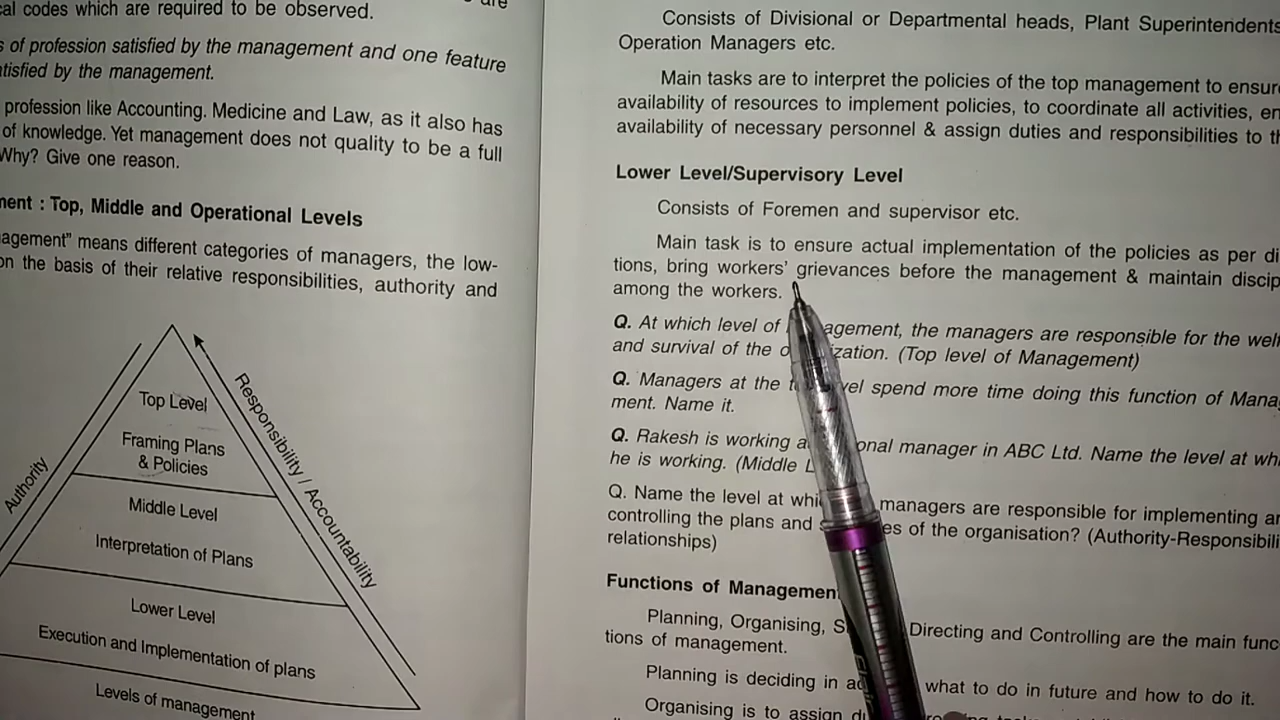 cal codes which are required to be observed.
s of profession satisfied by the management and one feature
atisfied by the management.
profession like Accounting. Medicine and Law, as it also has
of knowledge. Yet management does not quality to be a full
Why? Give one reason.
ment : Top, Middle and Operational Levels
agement" means different categories of managers, the low-
on the basis of their relative responsibilities, authority and
Authority
Responsibility / Accountability
Top Level
Framing Plans
& Policies
Middle Level
Interpretation of Plans
Lower Level
Execution and Implementation of plans
Levels of management
Consists of Divisional or Departmental heads, Plant Superintendents
Operation Managers etc.
Main tasks are to interpret the policies of the top management to ensure
availability of resources to implement policies, to coordinate all activities, en
availability of necessary personnel & assign duties and responsibilities to th
Lower Level/Supervisory Level
Consists of Foremen and supervisor etc.
Main task is to ensure actual implementation of the policies as per di
tions, bring workers' grievances before the management & maintain discip
among the workers.
Q. At which level of agement, the managers are responsible for the welf
and survival of the o ization. (Top level of Management)
Q. Managers at the vel spend more time doing this function of Mana
ment. Name it.
Q. Rakesh is working a onal manager in ABC Ltd. Name the level at whi
he is working. (Middle L
Q. Name the level at whi managers are responsible for implementing an
controlling the plans and es of the organisation? (Authority-Responsibili
relationships)
Functions of Managemen
Planning, Organising, S Directing and Controlling are the main func
tions of management.
Planning is deciding in a what to do in future and how to do it.
Organising is to assign du